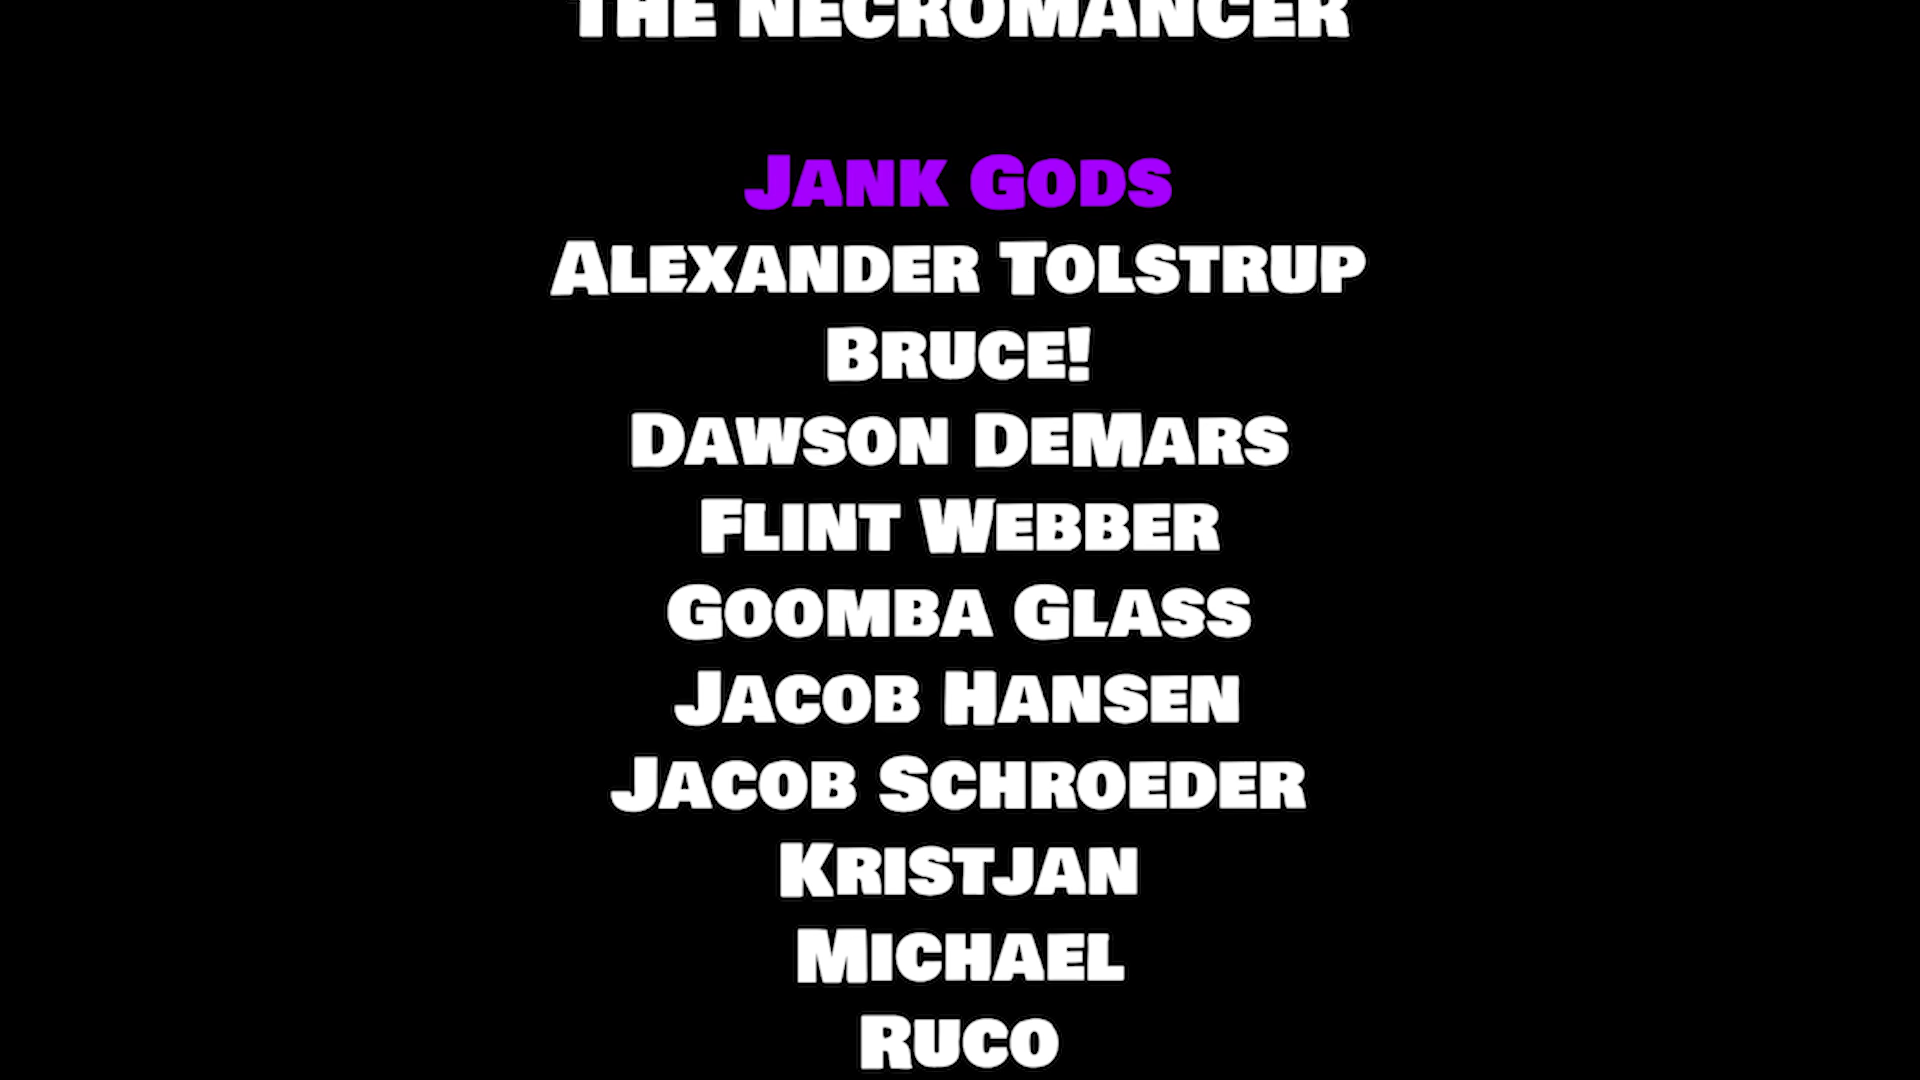 The Necromancer
Jank Gods
Alexander Tolstrup
Bruce!
Dawson DeMars
Flint Webber
Goomba Glass
Jacob Hansen
Jacob Schroeder
Kristjan
Michael
Ruco